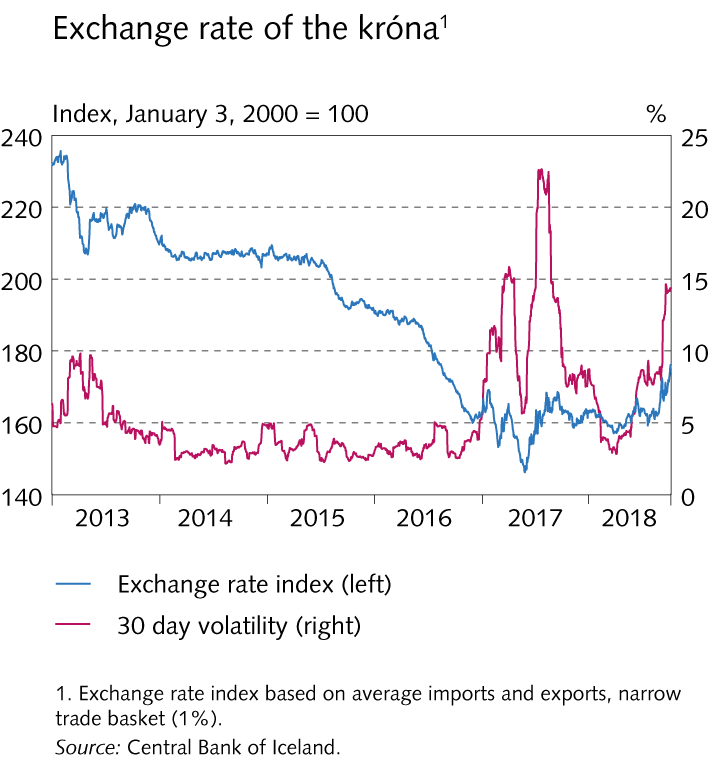 Exchange rate of the króna¹
Index, January 3, 2000 = 100 %
240 25
220 20
200 15
180 10
160 5
140 0
2013 2014 2015 2016 2017 2018
Exchange rate index (left)
30 day volatility (right)
1. Exchange rate index based on average imports and exports, narrow
trade basket (1%).
Source: Central Bank of Iceland.